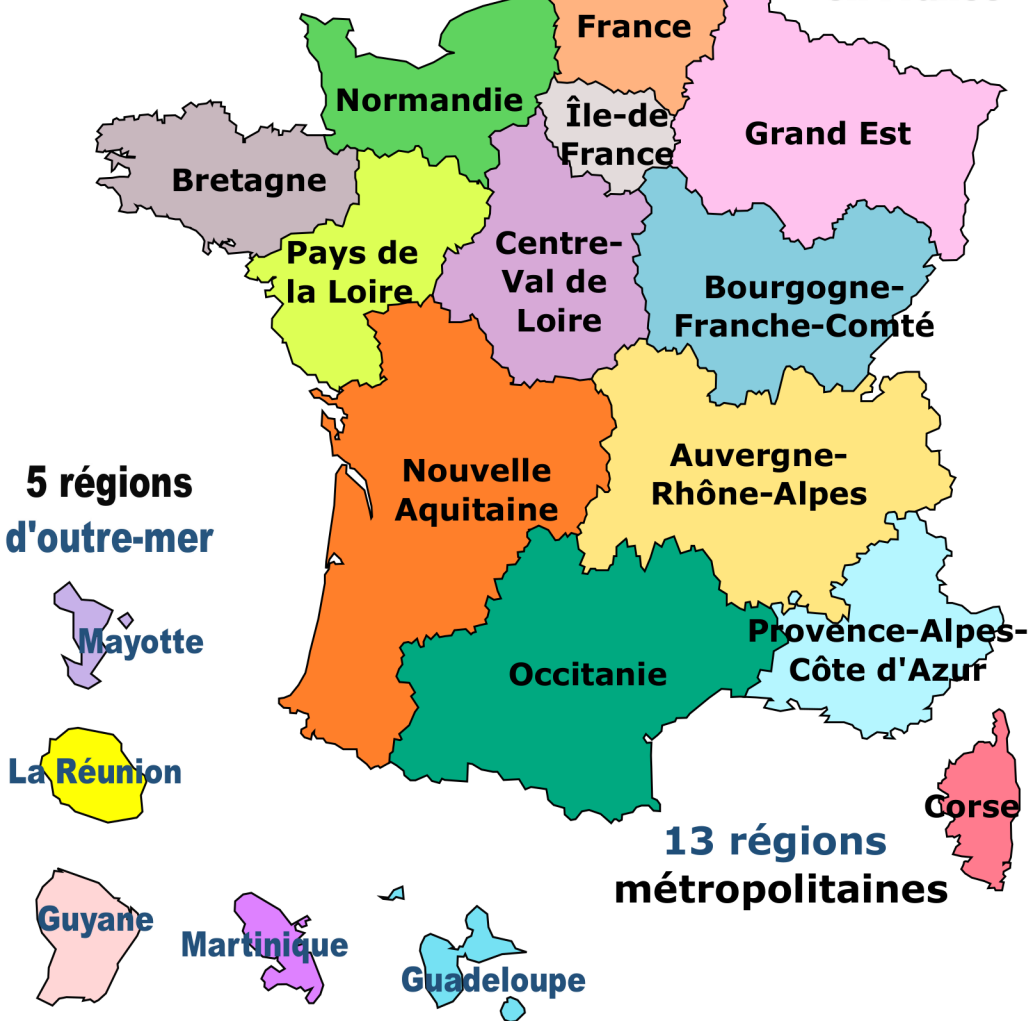 France
Normandie
Île-de
France
Grand Est
Bretagne
Pays de
la Loire
Centre-
Val de
Loire
Bourgogne-
Franche-Comté
Nouvelle
Aquitaine
Auvergne-
Rhône-Alpes
5 régions
d'outre-mer
Mayotte
Provence-Alpes-
Côte d'Azur
Occitanie
La Réunion
Corse
13 régions
métropolitaines
Guyane
Martinique
Guadeloupe